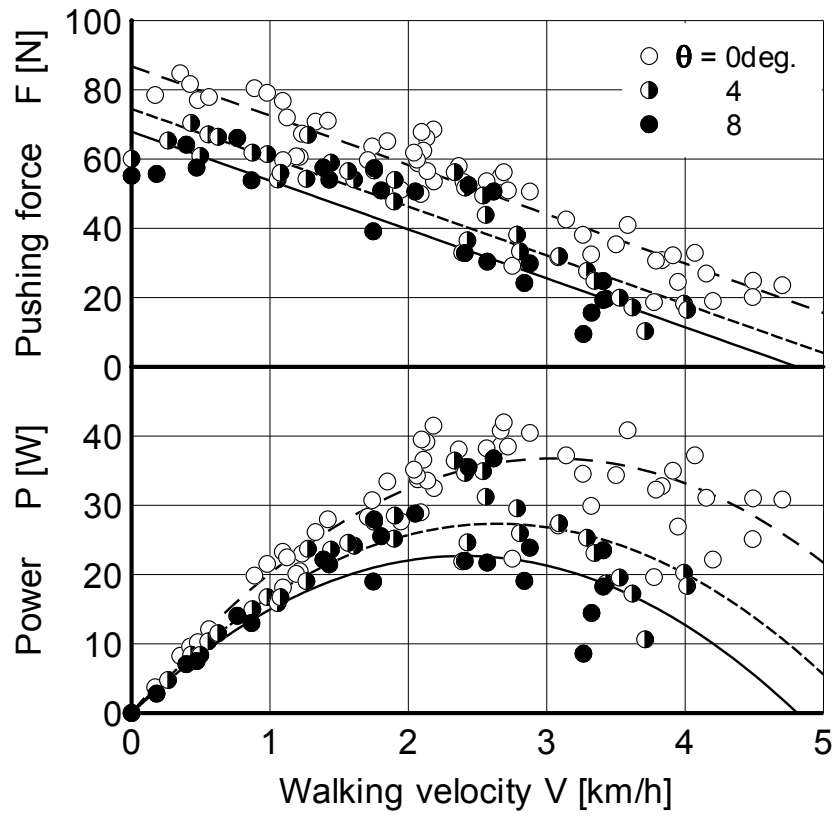 Pushing force F [N]
100
80
60
40
20
0
θ = 0deg.
4
8
Power P [W]
40
30
20
10
0
0 1 2 3 4 5
Walking velocity V [km/h]